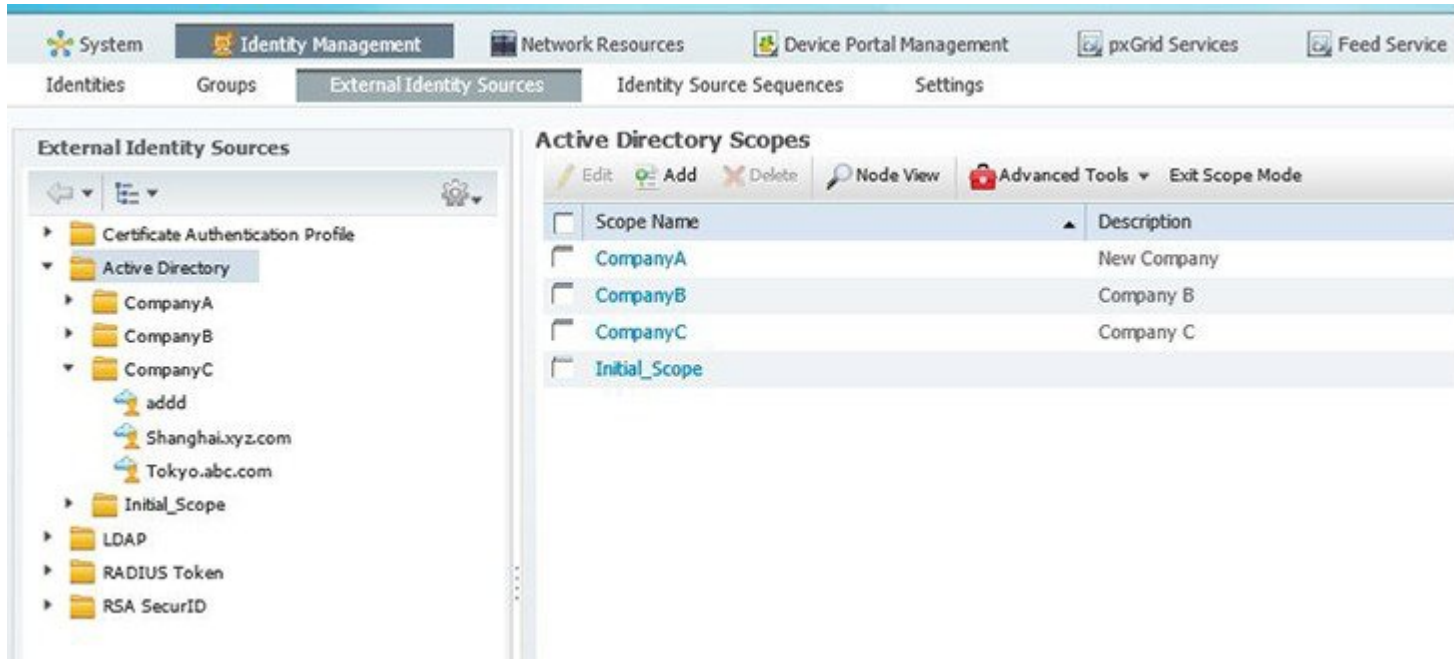 System Identity Management Network Resources Device Portal Management pxGrid Services Feed Service
Identities Groups External Identity Sources Identity Source Sequences Settings
External Identity Sources
Certificate Authentication Profile
Active Directory
CompanyA
CompanyB
CompanyC
addd
Shanghai.xyz.com
Tokyo.abc.com
Initial_Scope
LDAP
RADIUS Token
RSA SecurID
Active Directory Scopes
Edit Add Delete Node View Advanced Tools Exit Scope Mode
Scope Name Description
CompanyA New Company
CompanyB Company B
CompanyC Company C
Initial_Scope